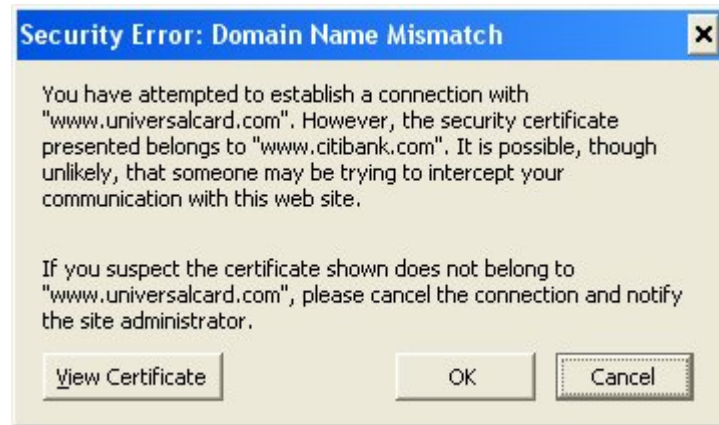 Security Error: Domain Name Mismatch
You have attempted to establish a connection with
"www.universalcard.com". However, the security certificate
presented belongs to "www.citibank.com". It is possible, though
unlikely, that someone may be trying to intercept your
communication with this web site.
If you suspect the certificate shown does not belong to
"www.universalcard.com", please cancel the connection and notify
the site administrator.
View Certificate OK Cancel